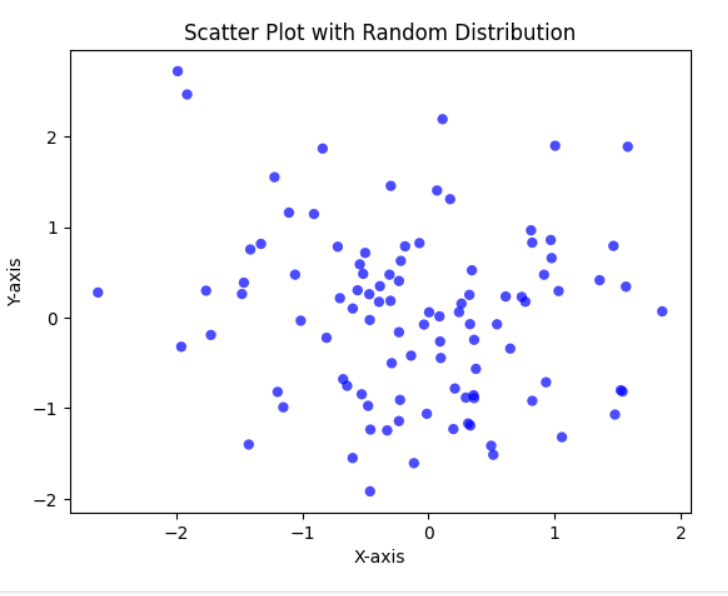 Scatter Plot with Random Distribution
2
1
0
−1
−2
Y-axis
−2 −1 0 1 2
X-axis